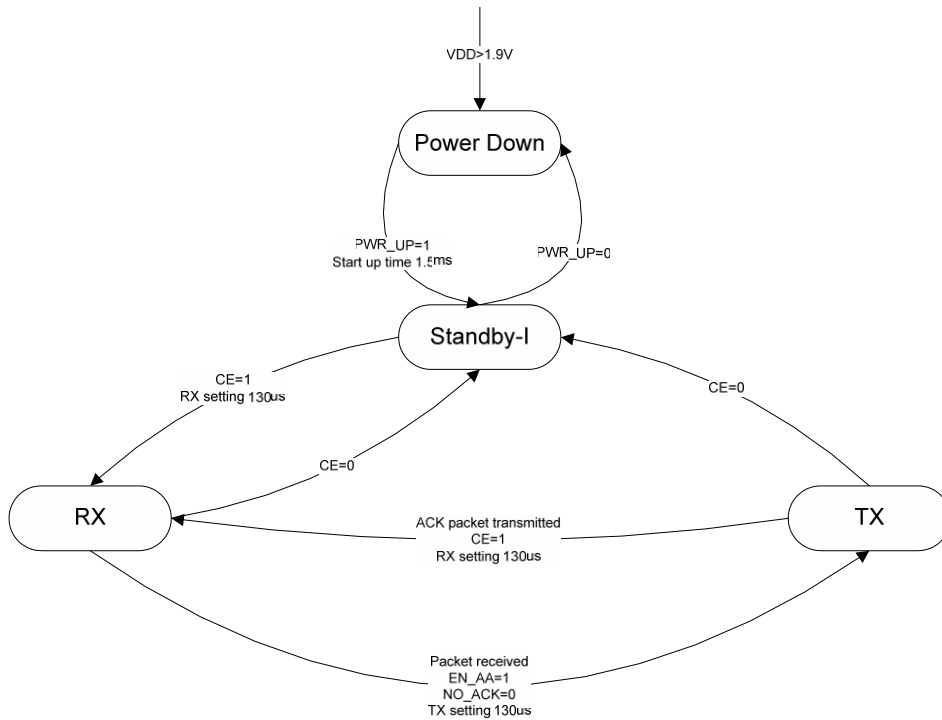 VDD>1.9V
Power Down
PWR_UP=1
Start up time 1.5ms
PWR_UP=0
Standby-I
CE=1
RX setting 130us
CE=0
CE=0
RX
ACK packet transmitted
CE=1
RX setting 130us
TX
Packet received
EN_AA=1
NO_ACK=0
TX setting 130us